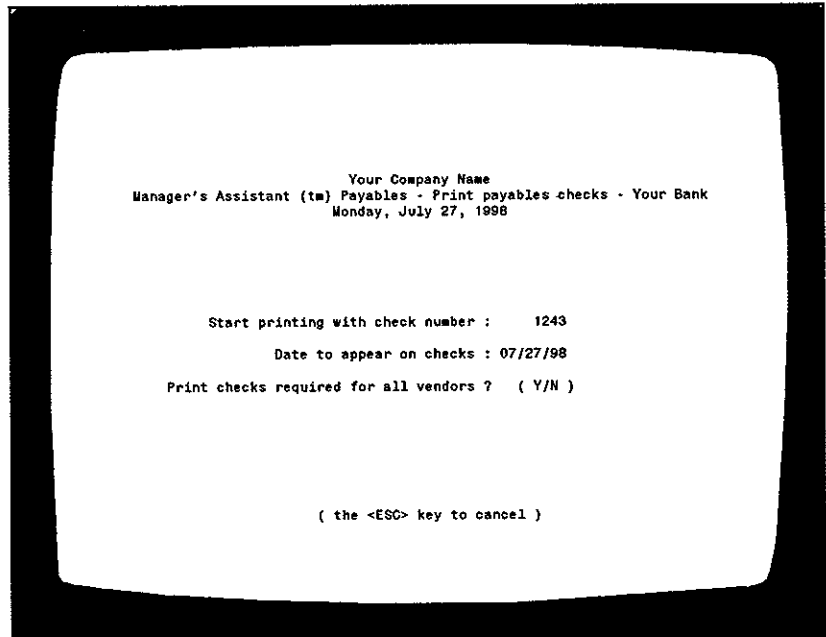 Your Company Name
Manager's Assistant {tm} Payables - Print payables checks - Your Bank
Monday, July 27, 1998
Start printing with check number : 1243
Date to appear on checks : 07/27/98
Print checks required for all vendors ? ( Y/N )
( the <ESC> key to cancel )